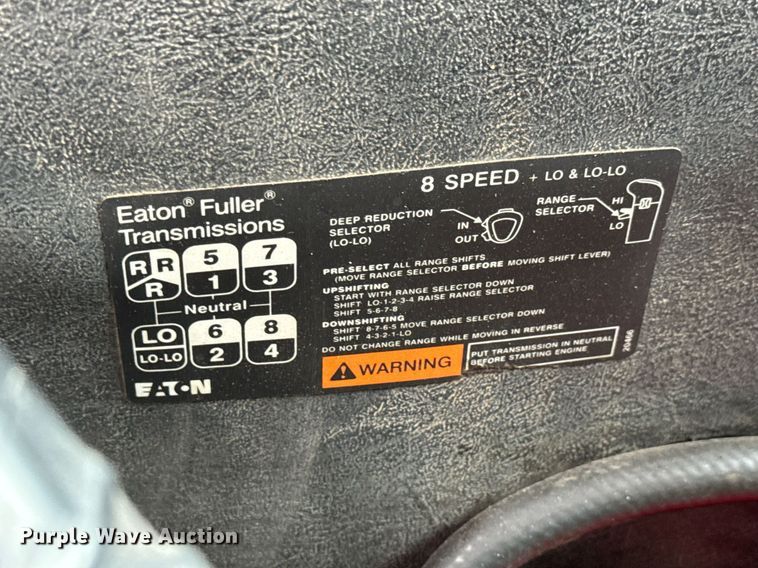 8 SPEED + LO & LO-LO
Eaton® Fuller®
Transmissions
R R 5 7
R 1 3
Neutral
LO 6 8
LO-LO 2 4
EATON
DEEP REDUCTION
SELECTOR
(LO-LO)
IN
OUT
RANGE
SELECTOR
HI
LO
PRE-SELECT ALL RANGE SHIFTS
(MOVE RANGE SELECTOR BEFORE MOVING SHIFT LEVER)
UPSHIFTING
START WITH RANGE SELECTOR DOWN
SHIFT LO-1-2-3-4 RAISE RANGE SELECTOR
SHIFT 5-6-7-8
DOWNSHIFTING
SHIFT 8-7-6-5 MOVE RANGE SELECTOR DOWN
SHIFT 4-3-2-1-LO
DO NOT CHANGE RANGE WHILE MOVING IN REVERSE
WARNING
PUT TRANSMISSION IN NEUTRAL
BEFORE STARTING ENGINE.
20466
Purple Wave Auction